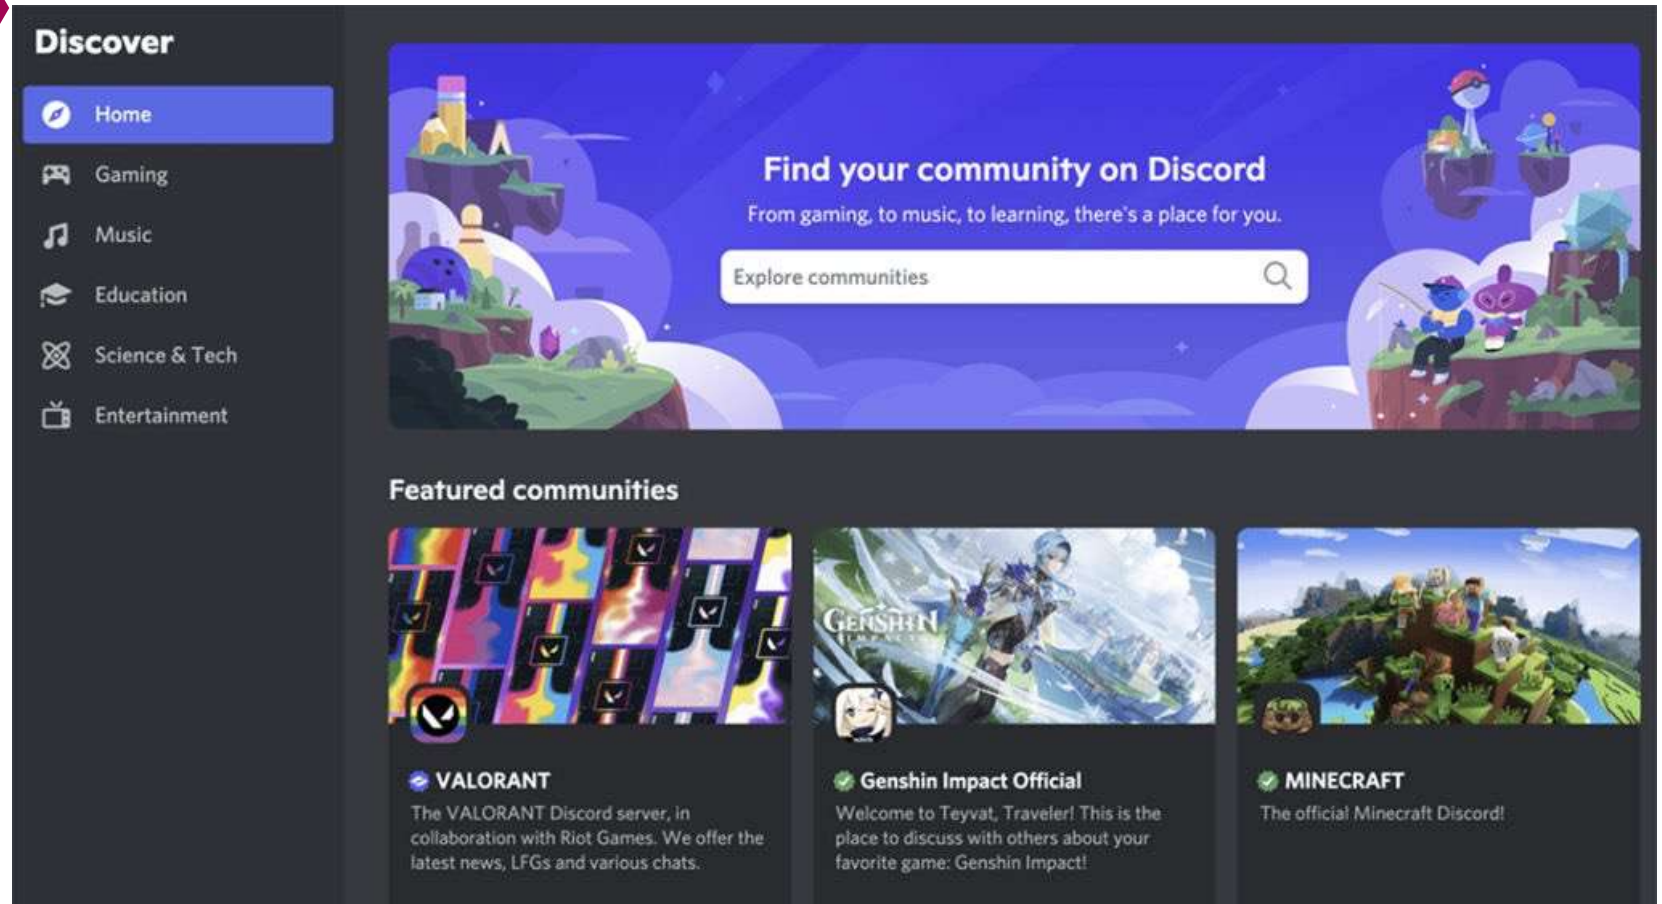 Discover
Home
Gaming
Music
Education
Science & Tech
Entertainment
Find your community on Discord
From gaming, to music, to learning, there's a place for you.
Explore communities
Featured communities
GENSHIN
IMPACT
VALORANT
The VALORANT Discord server, in
collaboration with Riot Games. We offer the
latest news, LFGs and various chats.
Genshin Impact Official
Welcome to Teyvat, Traveler! This is the
place to discuss with others about your
favorite game: Genshin Impact!
MINECRAFT
The official Minecraft Discord!